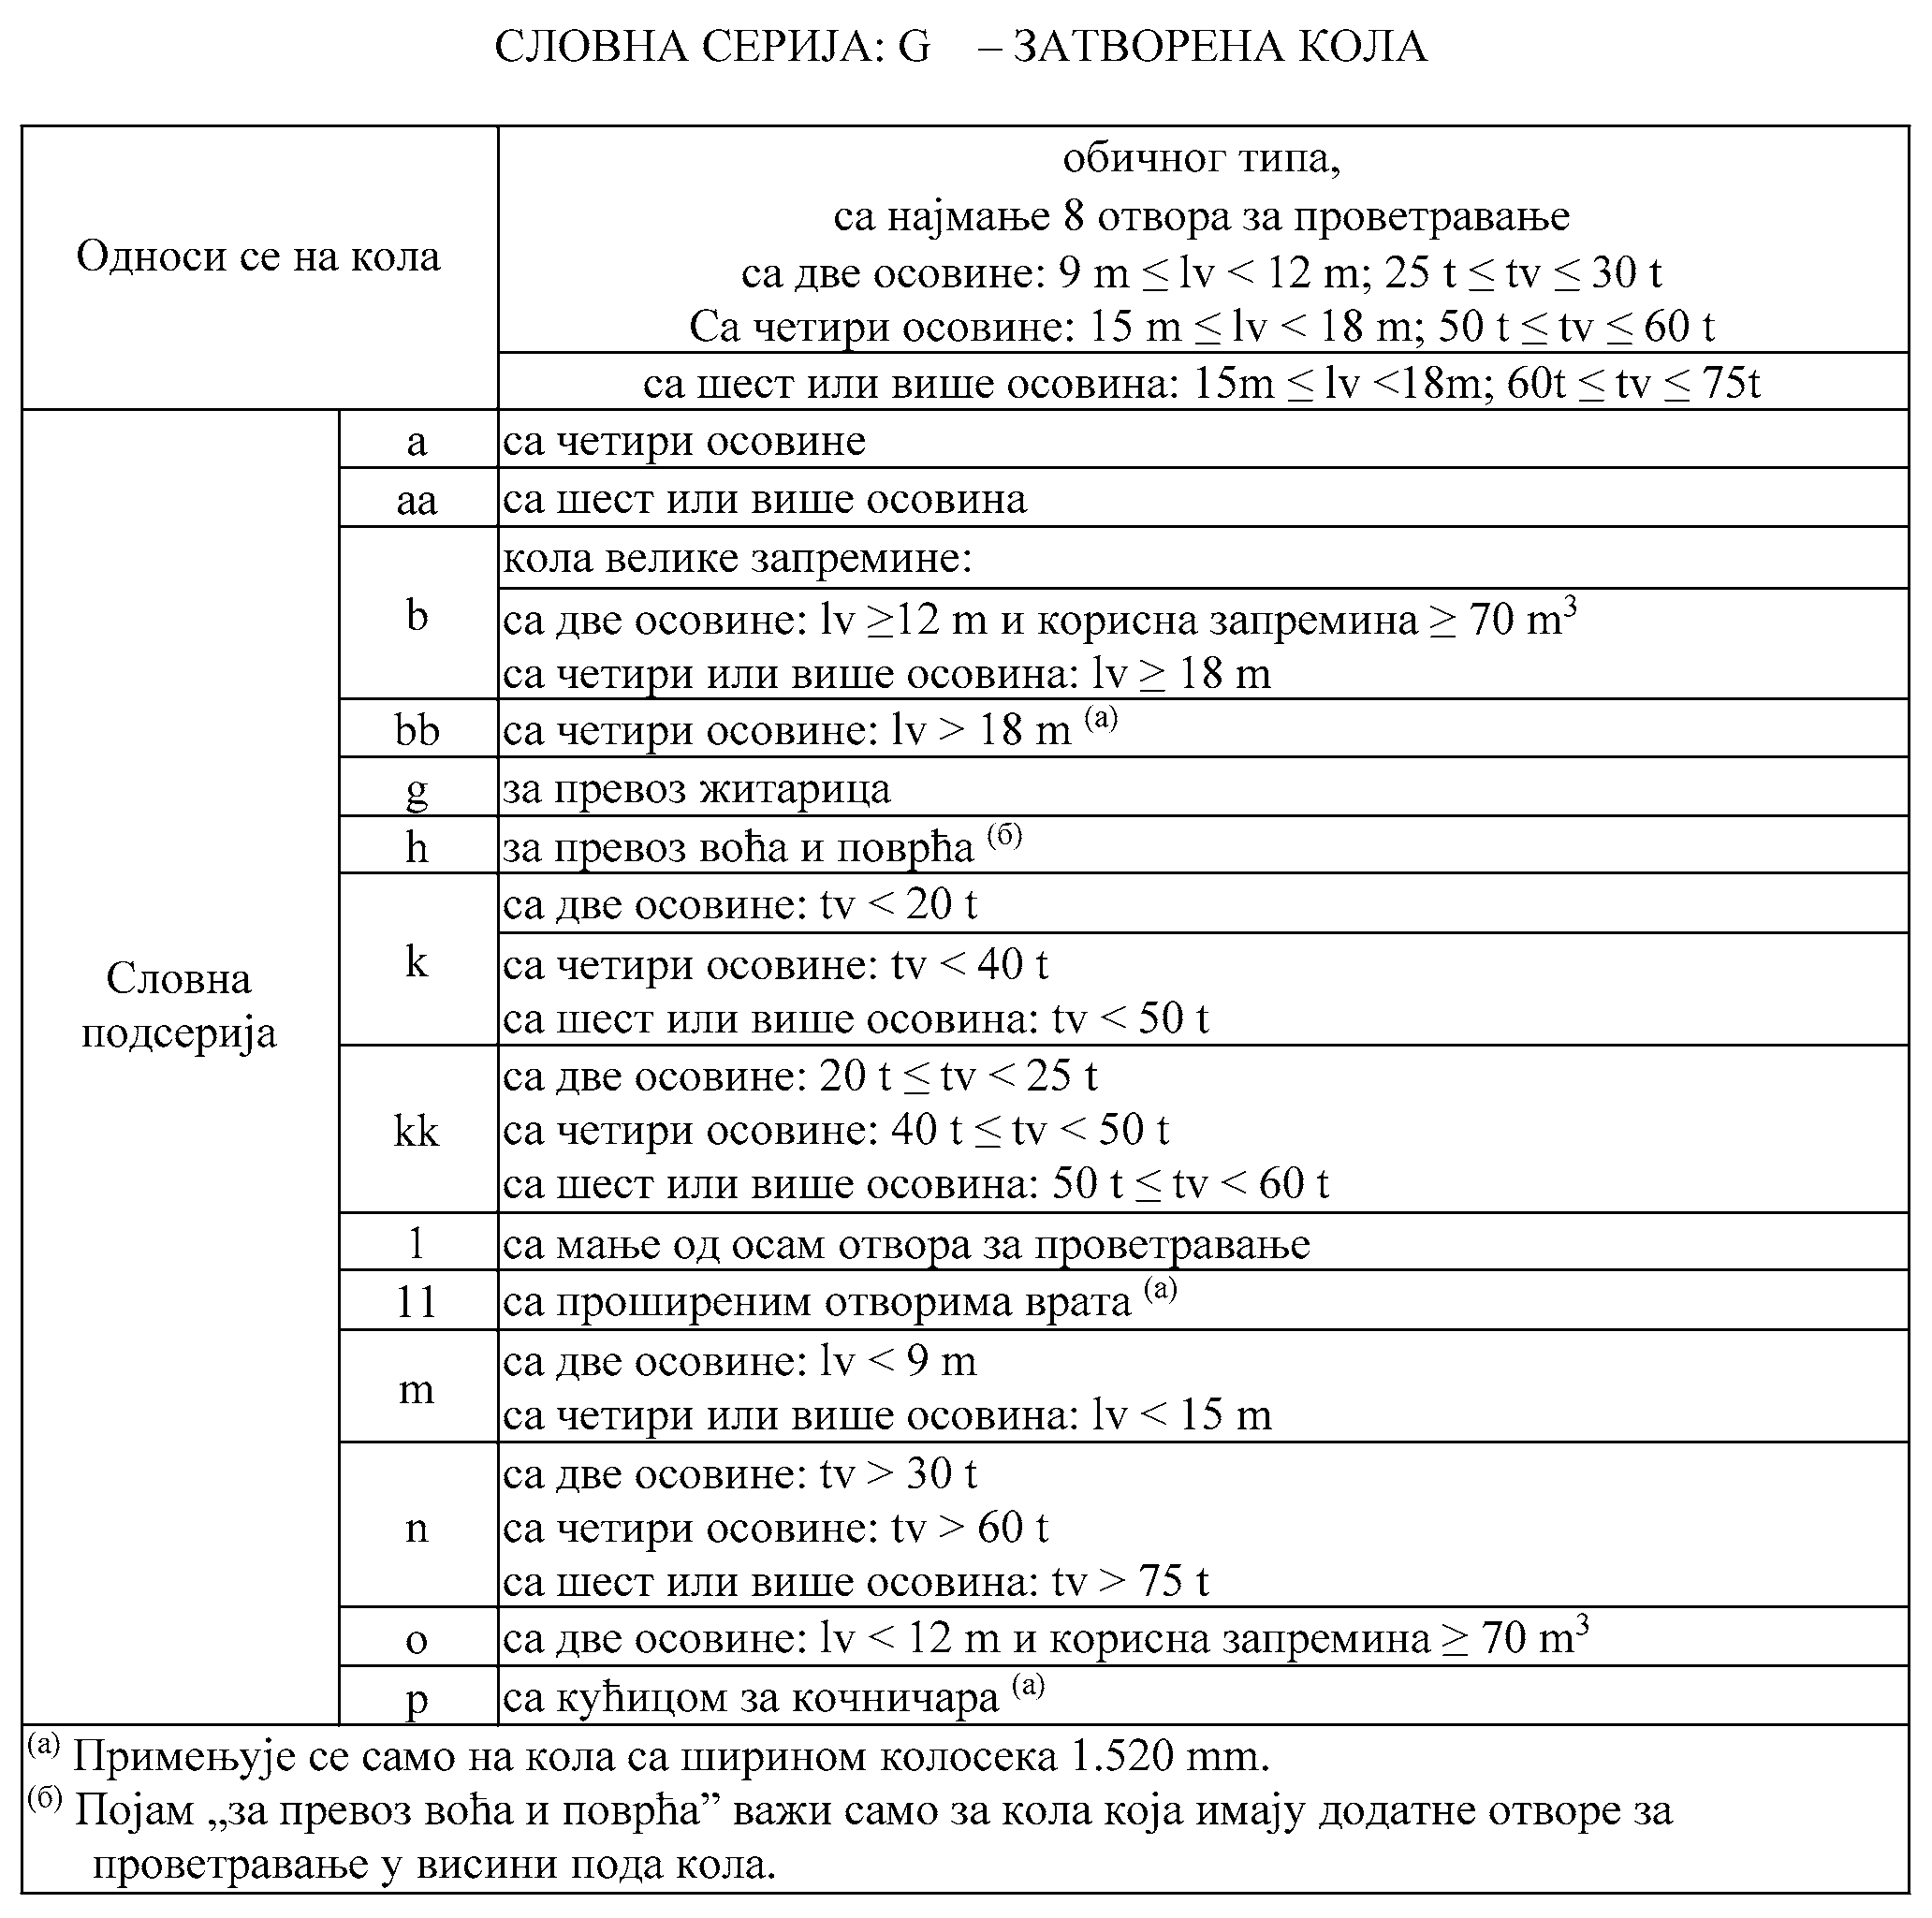 СЛОВНА СЕРИЈА: G – ЗАТВОРЕНА КОЛА
Односи се на кола
обичног типа,
са најмање 8 отвора за проветравање
са две осовине: 9 m ≤ lv < 12 m; 25 t ≤ tv ≤ 30 t
Са четири осовине: 15 m ≤ lv < 18 m; 50 t ≤ tv ≤ 60 t
са шест или више осовина: 15m ≤ lv <18m; 60t ≤ tv ≤ 75t
Словна
подсерија
a са четири осовине
aa са шест или више осовина
b
кола велике запремине:
са две осовине: lv ≥12 m и корисна запремина ≥ 70 m³
са четири или више осовина: lv ≥ 18 m
bb са четири осовине: lv > 18 m (а)
g за превоз житарица
h за превоз воћа и поврћа (б)
k
са две осовине: tv < 20 t
са четири осовине: tv < 40 t
са шест или више осовина: tv < 50 t
kk
са две осовине: 20 t ≤ tv < 25 t
са четири осовине: 40 t ≤ tv < 50 t
са шест или више осовина: 50 t ≤ tv < 60 t
1 са мање од осам отвора за проветравање
11 са проширеним отворима врата (а)
m
са две осовине: lv < 9 m
са четири или више осовина: lv < 15 m
n
са две осовине: tv > 30 t
са четири осовине: tv > 60 t
са шест или више осовина: tv > 75 t
o са две осовине: lv < 12 m и корисна запремина ≥ 70 m³
p са кућицом за кочничара (а)
(а) Примењује се само на кола са ширином колосека 1.520 mm.
(б) Појам „за превоз воћа и поврћа” важи само за кола која имају додатне отворе за
проветравање у висини пода кола.